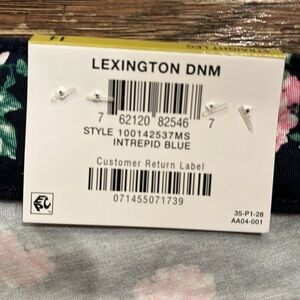 LEXINGTON DNM
7 62120 82546 7
STYLE 100142537MS
INTREPID BLUE
Customer Return Label
071455071739
35-P1-28
AA04-001